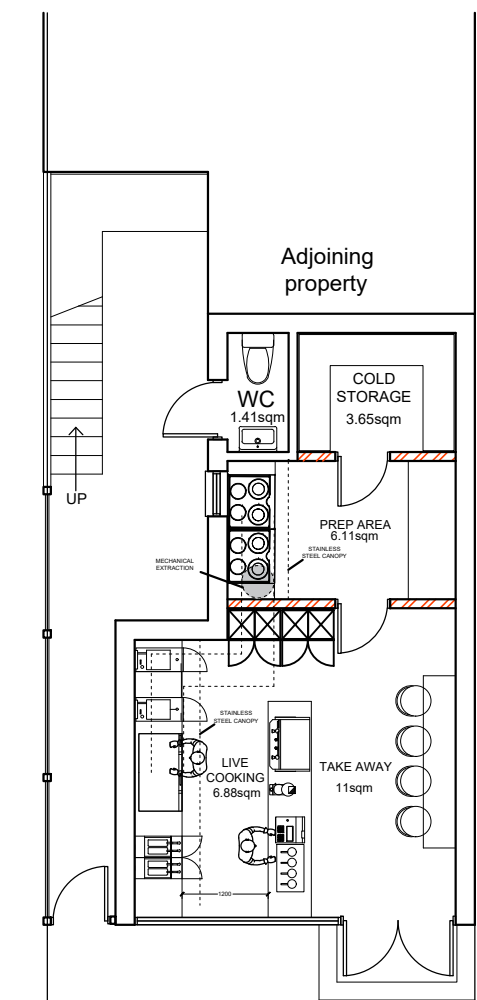 Adjoining
property
WC
1.41sqm
COLD
STORAGE
3.65sqm
UP
PREP AREA
6.11sqm
STAINLESS
STEEL CANOPY
MECHANICAL
EXTRACTION
STAINLESS
STEEL CANOPY
LIVE
COOKING
6.88sqm
TAKE AWAY
11sqm
1200